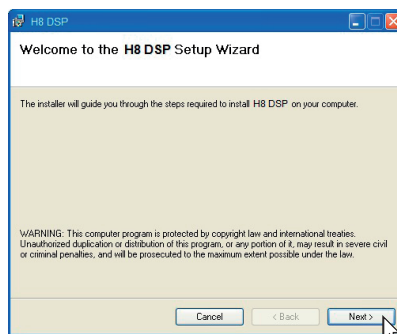 H8 DSP
Welcome to the H8 DSP Setup Wizard
The installer will guide you through the steps required to install H8 DSP on your computer.
WARNING: This computer program is protected by copyright law and international treaties.
Unauthorized duplication or distribution of this program, or any portion of it, may result in severe civil
or criminal penalties, and will be prosecuted to the maximum extent possible under the law.
Cancel < Back Next >